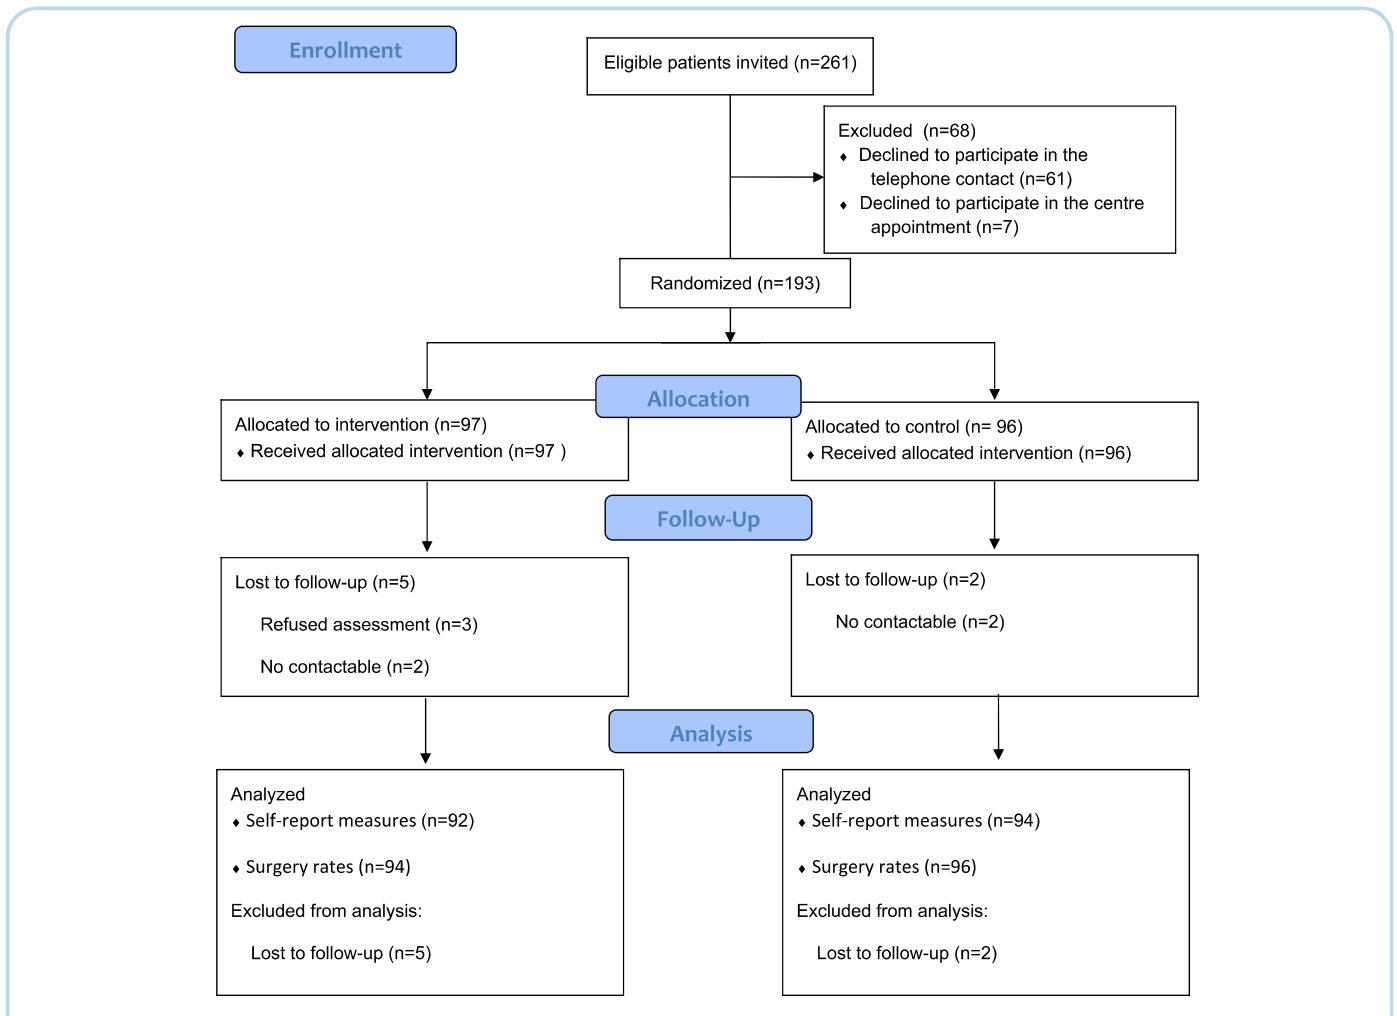 Enrollment
Eligible patients invited (n=261)
Excluded  (n=68)
♦ Declined to participate in the
telephone contact (n=61)
♦ Declined to participate in the centre
appointment (n=7)
Randomized (n=193)
Allocation
Allocated to intervention (n=97)
♦ Received allocated intervention (n=97 )
Allocated to control (n= 96)
♦ Received allocated intervention (n=96)
Follow-Up
Lost to follow-up (n=5)
Refused assessment (n=3)
No contactable (n=2)
Lost to follow-up (n=2)
No contactable (n=2)
Analysis
Analyzed
♦ Self-report measures (n=92)
♦ Surgery rates (n=94)
Excluded from analysis:
Lost to follow-up (n=5)
Analyzed
♦ Self-report measures (n=94)
♦ Surgery rates (n=96)
Excluded from analysis:
Lost to follow-up (n=2)